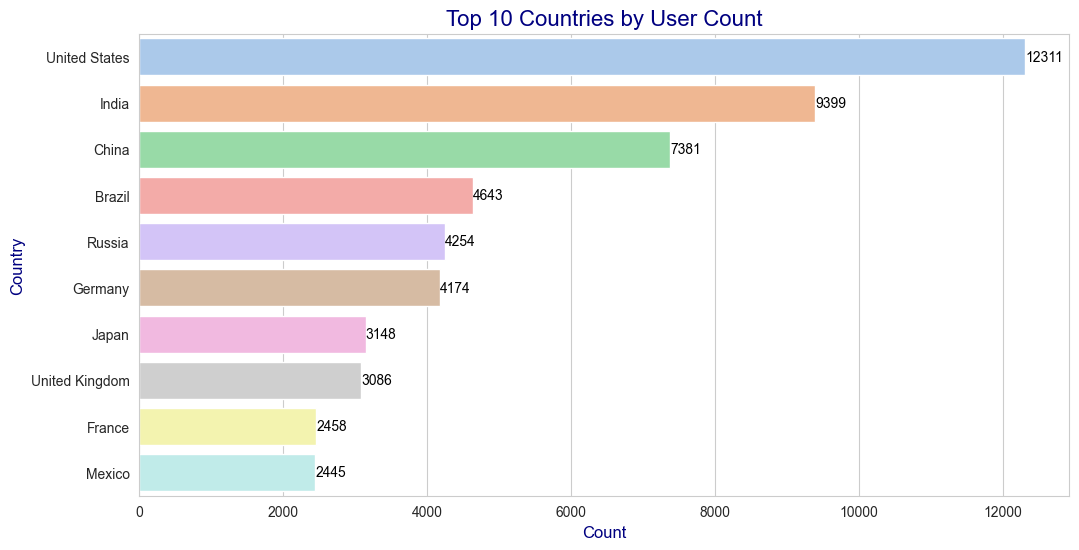 Top 10 Countries by User Count
Country
United States 12311
India 9399
China 7381
Brazil 4643
Russia 4254
Germany 4174
Japan 3148
United Kingdom 3086
France 2458
Mexico 2445
0 2000 4000 6000 8000 10000 12000
Count